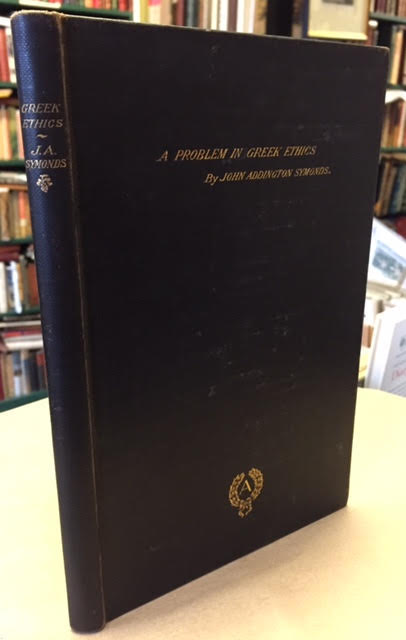 GREEK
ETHICS
~
J.A.
SYMONDS
A PROBLEM IN GREEK ETHICS
By JOHN ADDINGTON SYMONDS.
A